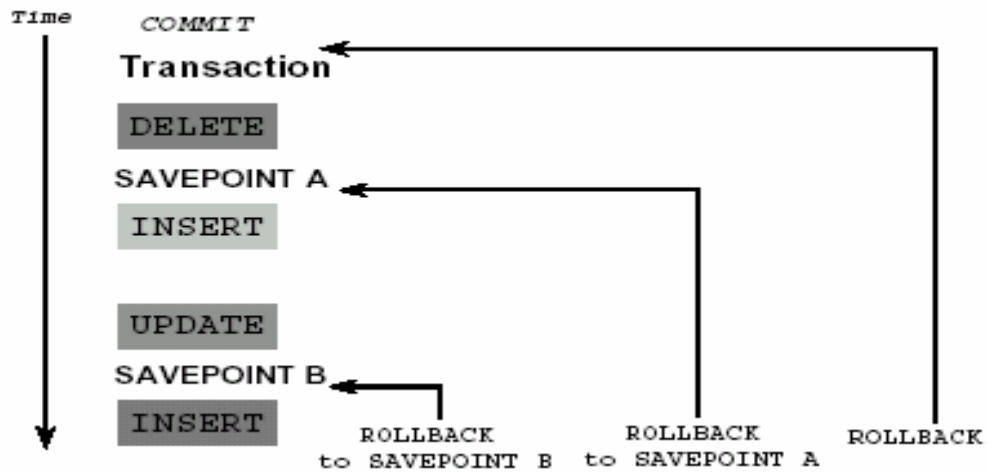 Time
COMMIT
Transaction
DELETE
SAVEPOINT A
INSERT
UPDATE
SAVEPOINT B
INSERT
ROLLBACK
to SAVEPOINT B
ROLLBACK
to SAVEPOINT A
ROLLBACK